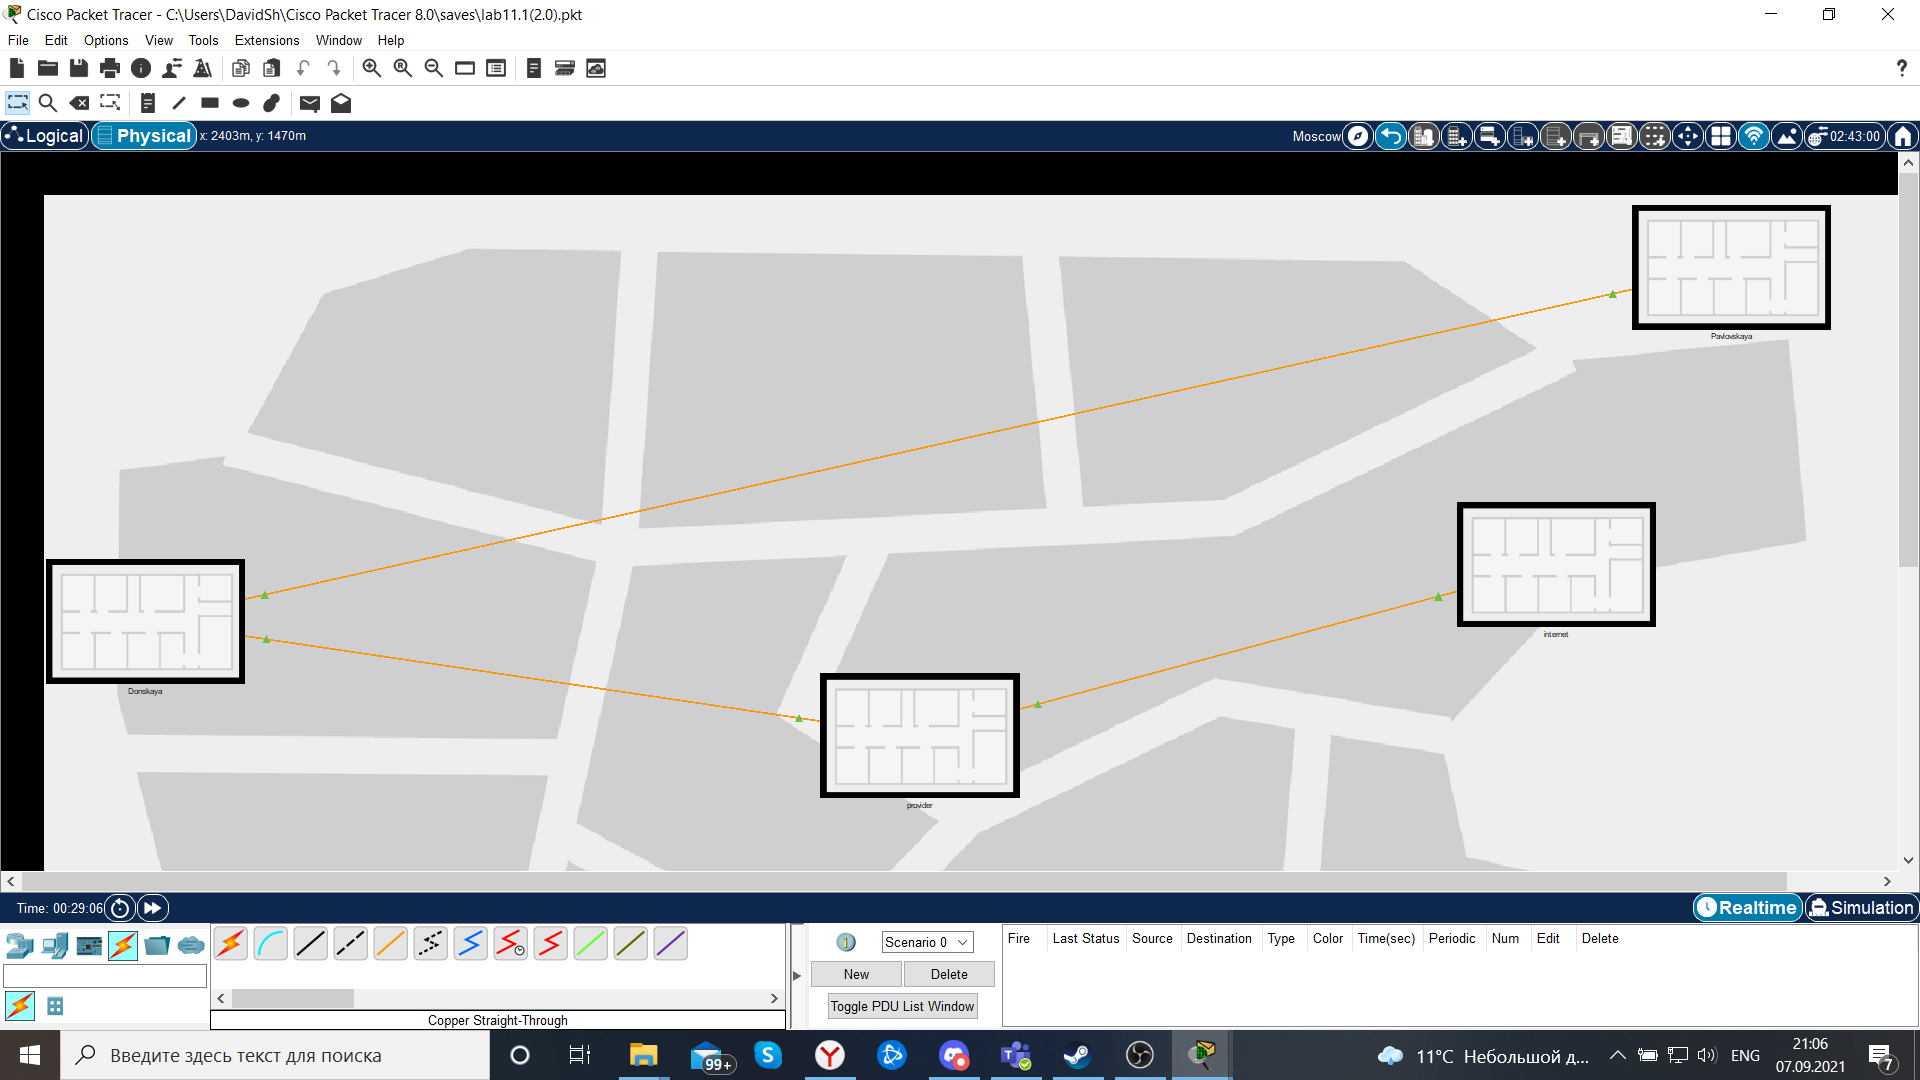 Cisco Packet Tracer - C:\Users\DavidSh\Cisco Packet Tracer 8.0\saves\lab11.1(2.0).pkt
File Edit Options View Tools Extensions Window Help
Logical Physical x: 2403m, y: 1470m Moscow 02:43:00
Pavlovskaya
internet
Donskaya
provider
Time: 00:29:06 Realtime Simulation
Scenario 0
New Delete
Toggle PDU List Window
Fire Last Status Source Destination Type Color Time(sec) Periodic Num Edit Delete
Copper Straight-Through
Введите здесь текст для поиска
99+
11°C Небольшой д...
ENG
21:06
07.09.2021
7